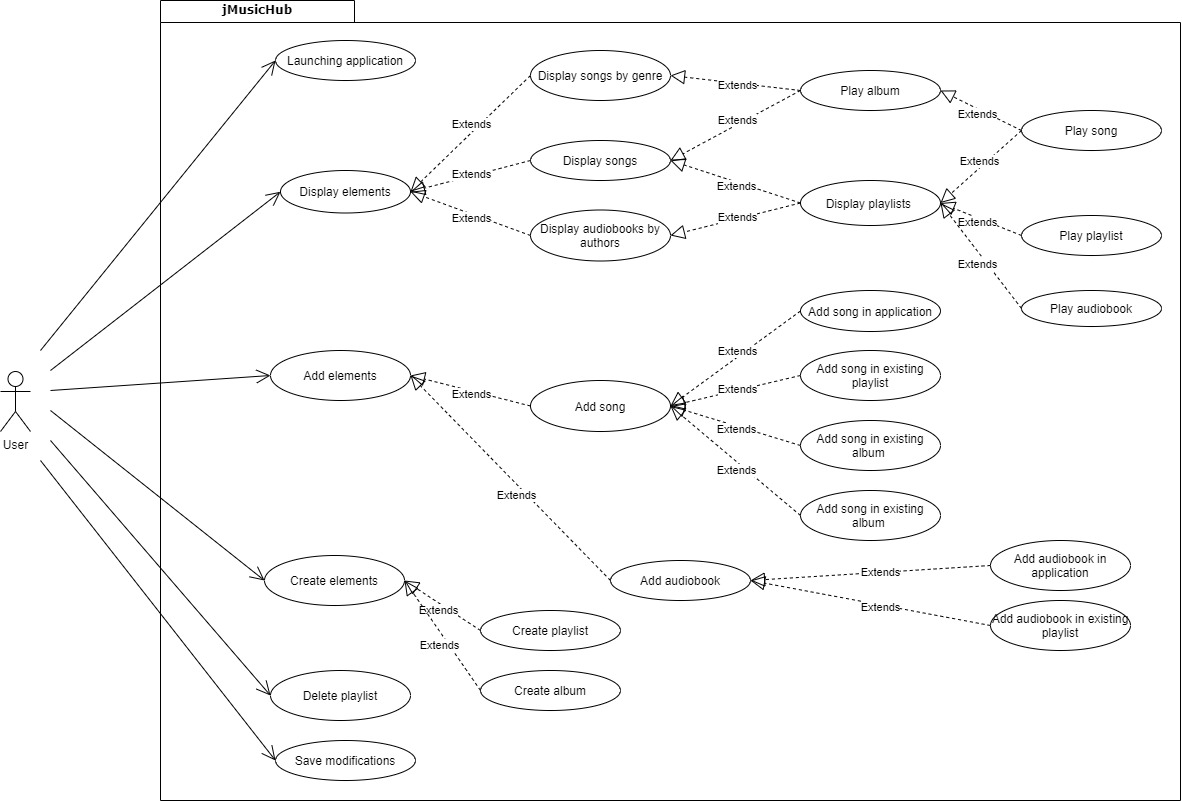 jMusicHub
Launching application
Display songs by genre
Extends
Play album
Extends
Extends
Extends
Play song
Display songs
Extends
Extends
Display elements
Extends
Display playlists
Extends
Extends
Extends
Display audiobooks by
authors
Play playlist
Extends
Play audiobook
Add song in application
Extends
Add elements
Add song in existing
playlist
Extends
Extends
Add song
User
Extends
Add song in existing
album
Extends
Extends
Add song in existing
album
Create elements
Add audiobook
Extends
Add audiobook in
application
Extends
Extends
Add audiobook in existing
playlist
Create playlist
Extends
Create album
Delete playlist
Save modifications